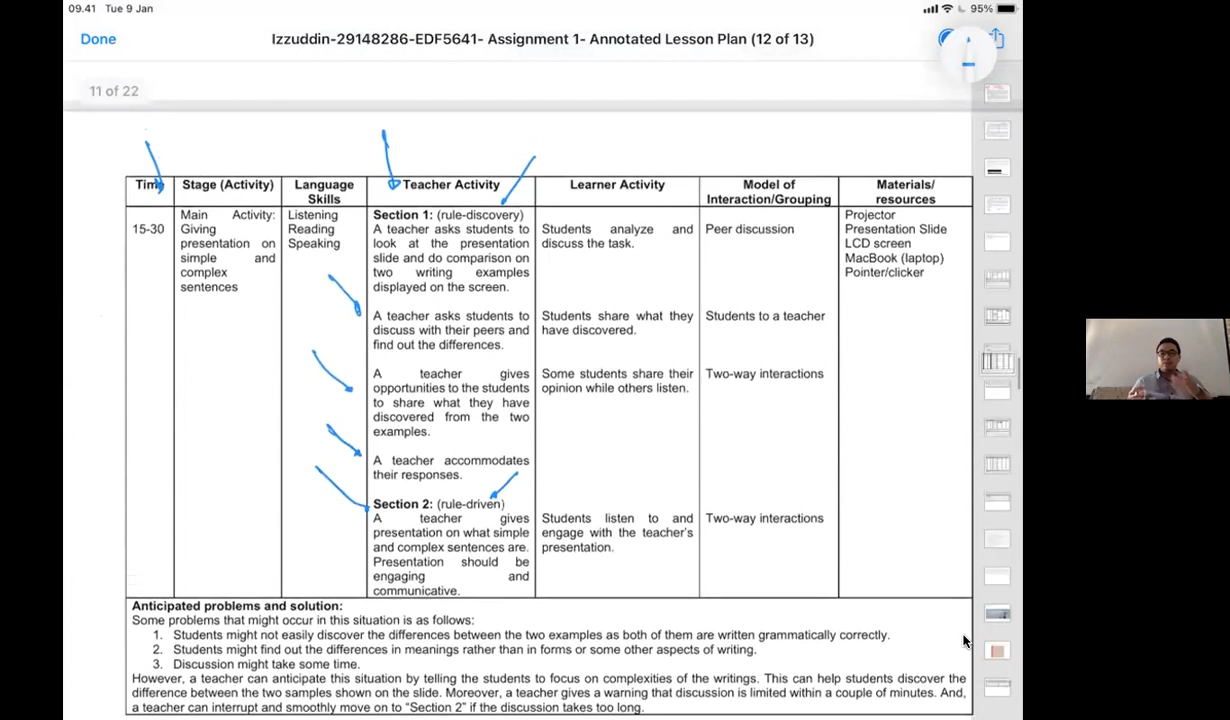 09.41 Tue 9 Jan
95%
Done
Izzuddin-29148286-EDF5641- Assignment 1- Annotated Lesson Plan (12 of 13)
11 of 22
Time
Stage (Activity)
Language
Skills
Teacher Activity
Learner Activity
Model of
Interaction/Grouping
Materials/
resources
15-30
Main Activity:
Giving
presentation on
simple and
complex
sentences
Listening
Reading
Speaking
Section 1: (rule-discovery)
A teacher asks students to
look at the presentation
slide and do comparison on
two writing examples
displayed on the screen.
A teacher asks students to
discuss with their peers and
find out the differences.
A teacher gives
opportunities to the students
to share what they have
discovered from the two
examples.
A teacher accommodates
their responses.
Section 2: (rule-driven)
A teacher gives
presentation on what simple
and complex sentences are.
Presentation should be
engaging and
communicative.
Students analyze and
discuss the task.
Students share what they
have discovered.
Some students share their
opinion while others listen.
Students listen to and
engage with the teacher's
presentation.
Peer discussion
Students to a teacher
Two-way interactions
Two-way interactions
Projector
Presentation Slide
LCD screen
MacBook (laptop)
Pointer/clicker
Anticipated problems and solution:
Some problems that might occur in this situation is as follows:
1. Students might not easily discover the differences between the two examples as both of them are written grammatically correctly.
2. Students might find out the differences in meanings rather than in forms or some other aspects of writing.
3. Discussion might take some time.
However, a teacher can anticipate this situation by telling the students to focus on complexities of the writings. This can help students discover the
difference between the two samples shown on the slide. Moreover, a teacher gives a warning that discussion is limited within a couple of minutes. And,
a teacher can interrupt and smoothly move on to “Section 2” if the discussion takes too long.